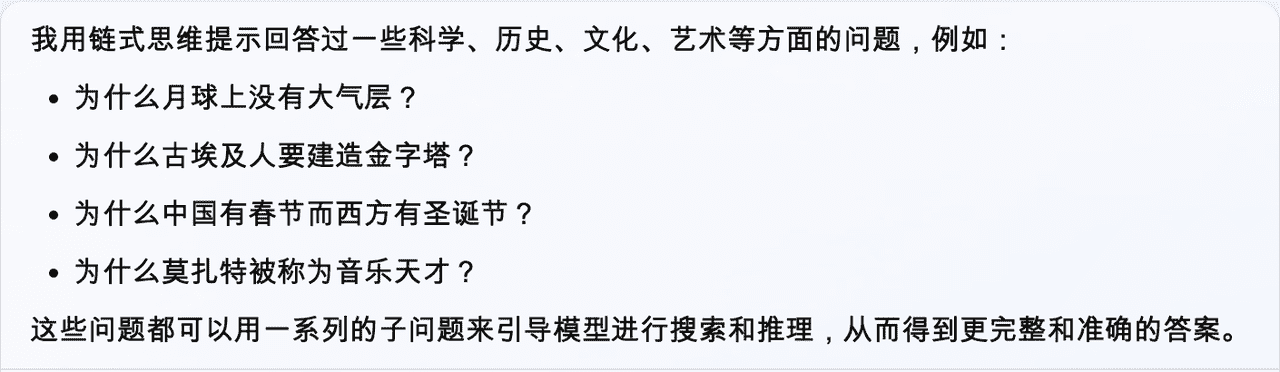 我用链式思维提示回答过一些科学、历史、文化、艺术等方面的问题，例如：
• 为什么月球上没有大气层？
• 为什么古埃及人要建造金字塔？
• 为什么中国有春节而西方有圣诞节？
• 为什么莫扎特被称为音乐天才？
这些问题都可以用一系列的子问题来引导模型进行搜索和推理，从而得到更完整和准确的答案。